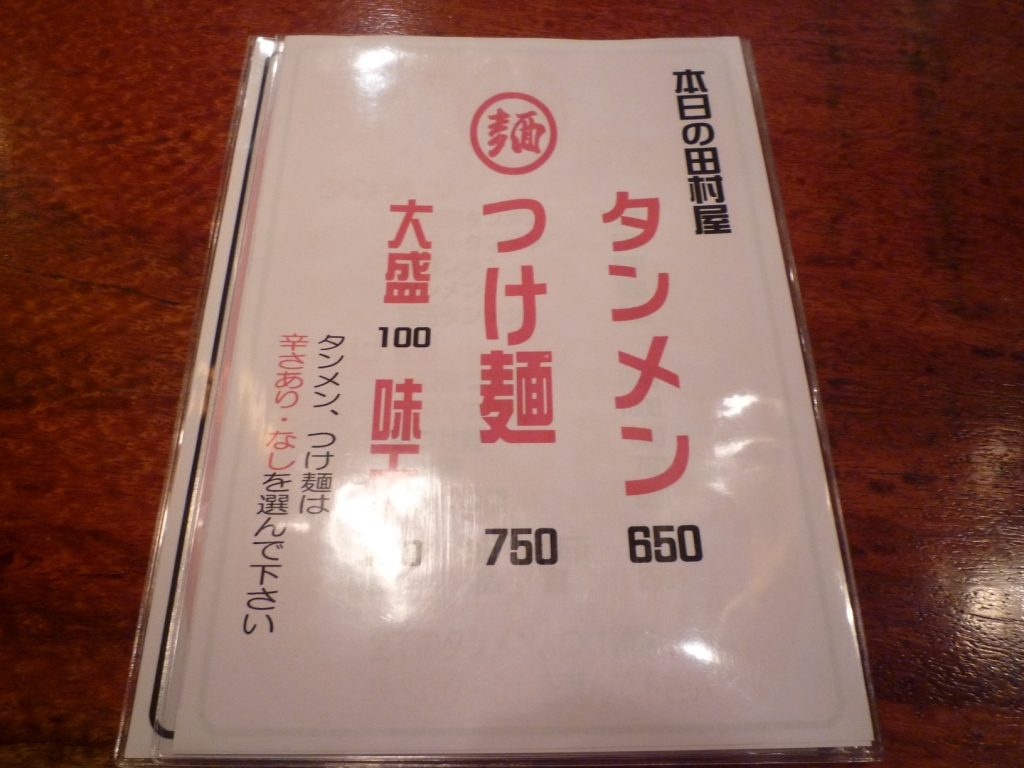 本日の田村屋
タンメン 650
麺
つけ麺 750
大盛 100 味玉
タンメン、つけ麺は
辛さあり・なしを選んで下さい